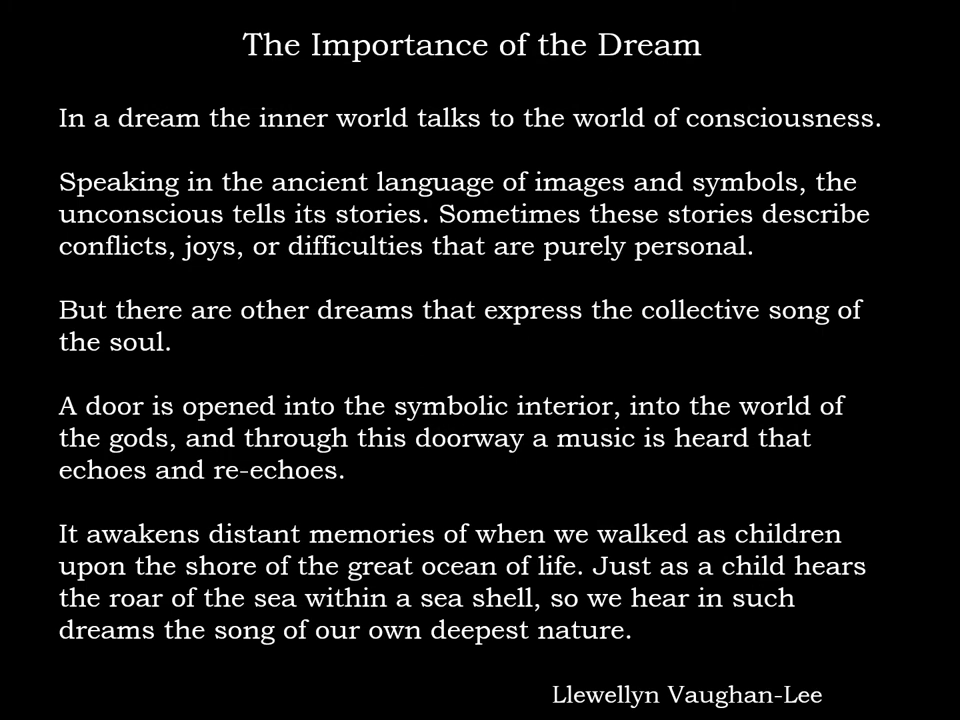 The Importance of the Dream
In a dream the inner world talks to the world of consciousness.
Speaking in the ancient language of images and symbols, the
unconscious tells its stories. Sometimes these stories describe
conflicts, joys, or difficulties that are purely personal.
But there are other dreams that express the collective song of
the soul.
A door is opened into the symbolic interior, into the world of
the gods, and through this doorway a music is heard that
echoes and re-echoes.
It awakens distant memories of when we walked as children
upon the shore of the great ocean of life. Just as a child hears
the roar of the sea within a sea shell, so we hear in such
dreams the song of our own deepest nature.
Llewellyn Vaughan-Lee